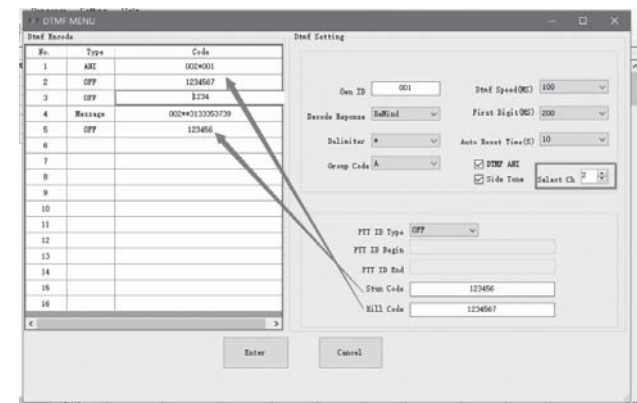 DTMF MENU
Dtmf Encode
No. Type Code
1 ANI 002*001
2 OFF 1234567
3 OFF 1234
4 Message 002**3133353739
5 OFF 123456
6
7
8
9
10
11
12
13
14
15
16
Dtmf Setting
Own ID 001
Dtmf Speed(MS) 100
Decode Reponse ReMind
First Digit(MS) 200
Delimiter *
Auto Reset Time(S) 10
Group Code A
DTMF ANI
Side Tone
Select Ch 2
PTT ID Type OFF
PTT ID Begin
PTT ID End
Stun Code 123456
Kill Code 1234567
Enter
Cancel